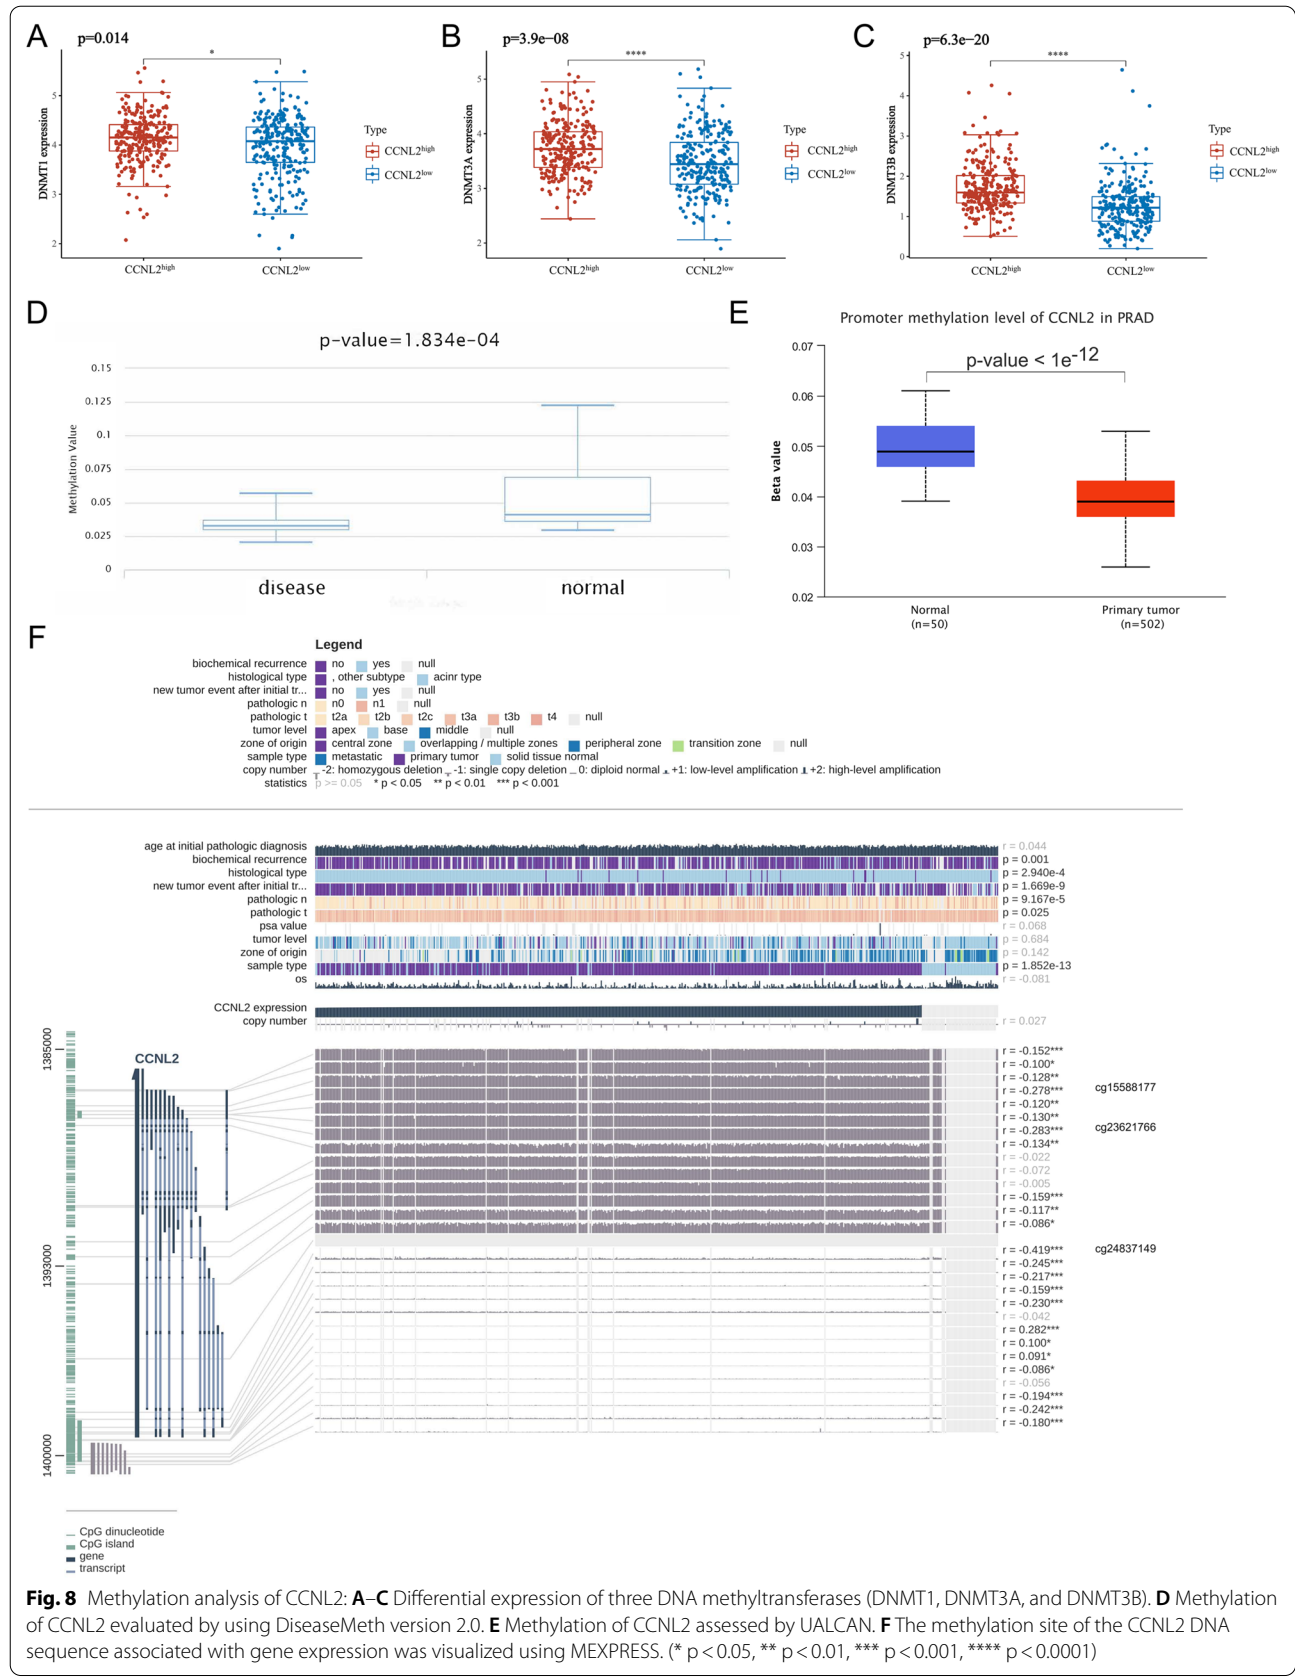 A
p=0.014
*
DNMT1 expression
5
4
3
2
CCNL2high
CCNL2low
Type
CCNL2high
CCNL2low
B
p=3.9e−08
****
DNMT3A expression
5
4
3
2
CCNL2high
CCNL2low
Type
CCNL2high
CCNL2low
C
p=6.3e−20
****
DNMT3B expression
5
4
3
2
1
0
CCNL2high
CCNL2low
Type
CCNL2high
CCNL2low
D
p-value=1.834e-04
Methylation Value
0.15
0.125
0.1
0.075
0.05
0.025
0
disease
normal
E
Promoter methylation level of CCNL2 in PRAD
p-value < 1e-12
Beta value
0.07
0.06
0.05
0.04
0.03
0.02
Normal
(n=50)
Primary tumor
(n=502)
F
Legend
biochemical recurrence no yes null
histological type , other subtype acinr type
new tumor event after initial tr... no yes null
pathologic n n0 n1 null
pathologic t t2a t2b t2c t3a t3b t4 null
tumor level apex base middle null
zone of origin central zone overlapping / multiple zones peripheral zone transition zone null
sample type metastatic primary tumor solid tissue normal
copy number -2: homozygous deletion -1: single copy deletion 0: diploid normal +1: low-level amplification +2: high-level amplification
statistics p >= 0.05 * p < 0.05 ** p < 0.01 *** p < 0.001
age at initial pathologic diagnosis r = 0.044
biochemical recurrence p = 0.001
histological type p = 2.940e-4
new tumor event after initial tr... p = 1.669e-9
pathologic n p = 9.167e-5
pathologic t p = 0.025
psa value r = 0.068
tumor level p = 0.684
zone of origin p = 0.142
sample type p = 1.852e-13
os r = -0.081
CCNL2 expression
copy number r = 0.027
1385000
1393000
1400000
CCNL2
r = -0.152***
r = -0.100*
r = -0.128**
r = -0.278*** cg15588177
r = -0.120**
r = -0.130**
r = -0.283*** cg23621766
r = -0.134**
r = -0.022
r = -0.072
r = -0.005
r = -0.159***
r = -0.117**
r = -0.086*
r = -0.419*** cg24837149
r = -0.245***
r = -0.217***
r = -0.159***
r = -0.230***
r = -0.042
r = 0.282***
r = 0.100*
r = 0.091*
r = -0.086*
r = -0.056
r = -0.194***
r = -0.242***
r = -0.180***
CpG dinucleotide
CpG island
gene
transcript
Fig. 8 Methylation analysis of CCNL2: A–C Differential expression of three DNA methyltransferases (DNMT1, DNMT3A, and DNMT3B). D Methylation
of CCNL2 evaluated by using DiseaseMeth version 2.0. E Methylation of CCNL2 assessed by UALCAN. F The methylation site of the CCNL2 DNA
sequence associated with gene expression was visualized using MEXPRESS. (* p < 0.05, ** p < 0.01, *** p < 0.001, **** p < 0.0001)